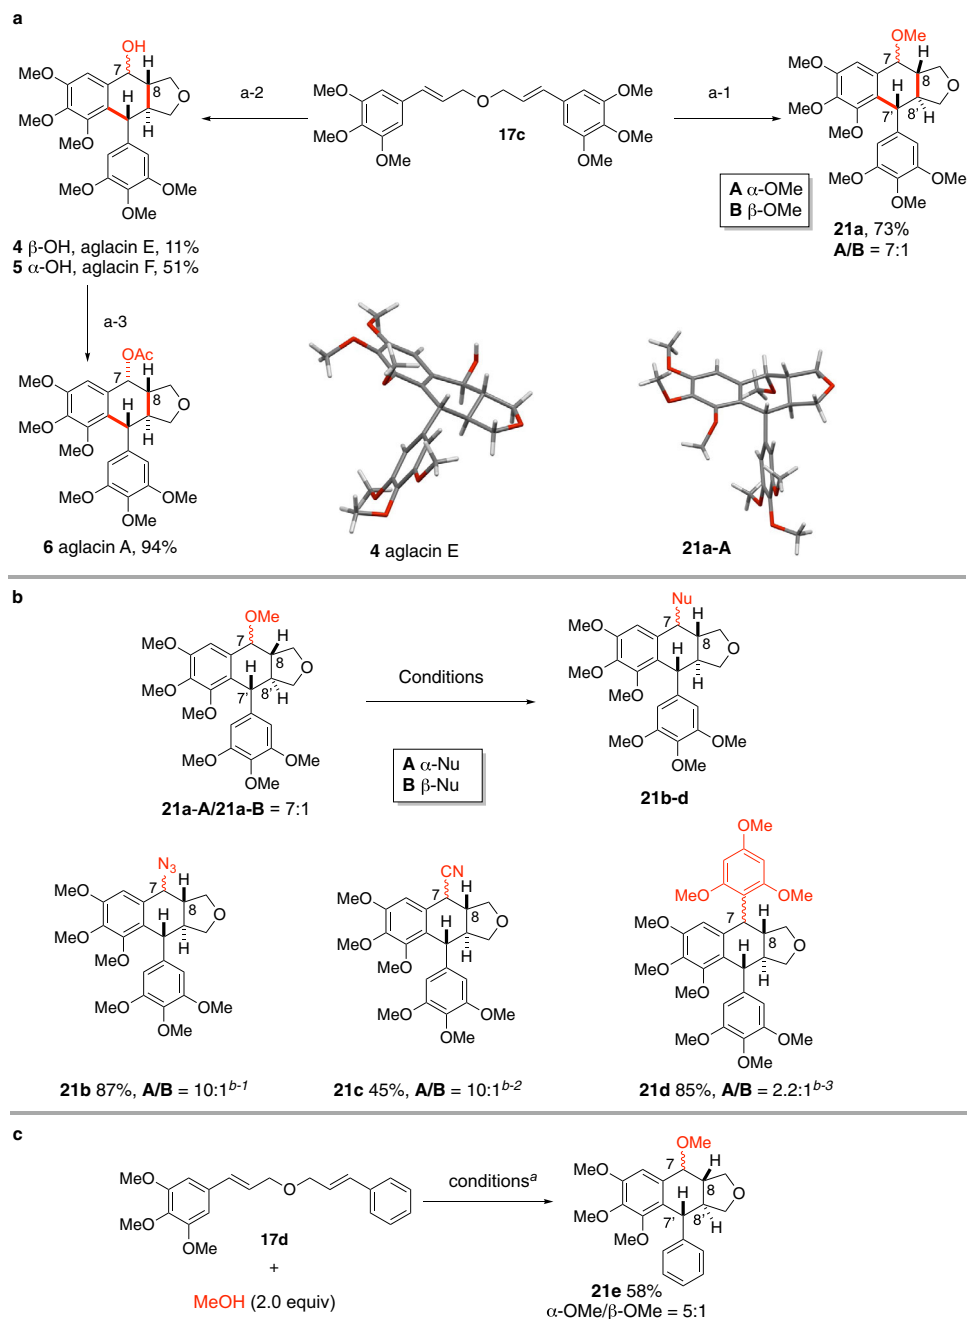 a
OH
7
H
8
MeO
O
MeO
H
MeO
H
MeO
OMe
OMe
4 β-OH, aglacin E, 11%
5 α-OH, aglacin F, 51%
a-2
MeO
O
OMe
MeO
OMe
OMe
OMe
17c
a-1
OMe
7
H
8
MeO
O
MeO
H
7'
8'
H
MeO
MeO
OMe
OMe
A α-OMe
B β-OMe
21a, 73%
A/B = 7:1
a-3
OAc
7
H
8
MeO
O
MeO
H
MeO
H
MeO
OMe
OMe
6 aglacin A, 94%
4 aglacin E
21a-A
b
OMe
7
H
8
MeO
O
MeO
H
7'
8'
H
MeO
MeO
OMe
OMe
21a-A/21a-B = 7:1
Conditions
A α-Nu
B β-Nu
Nu
7
H
8
MeO
O
MeO
H
MeO
H
MeO
OMe
OMe
21b-d
N3
7
H
8
MeO
O
MeO
H
MeO
H
MeO
OMe
OMe
21b 87%, A/B = 10:1b-1
CN
7
H
8
MeO
O
MeO
H
MeO
H
MeO
OMe
OMe
21c 45%, A/B = 10:1b-2
OMe
MeO
OMe
7
H
8
MeO
O
MeO
H
MeO
H
MeO
OMe
OMe
21d 85%, A/B = 2.2:1b-3
c
MeO
O
MeO
OMe
17d
+
MeOH (2.0 equiv)
conditionsa
OMe
7
H
8
MeO
O
MeO
H
7'
8'
H
MeO
21e 58%
α-OMe/β-OMe = 5:1